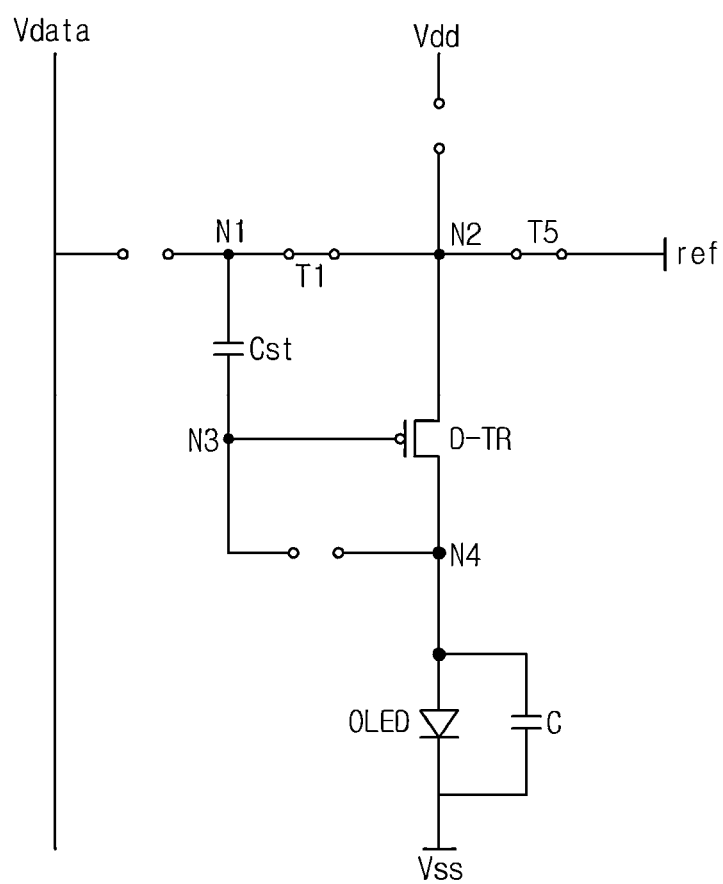 Vdata
Vdd
N1
N2
T5
ref
T1
Cst
N3
D-TR
N4
OLED
C
Vss